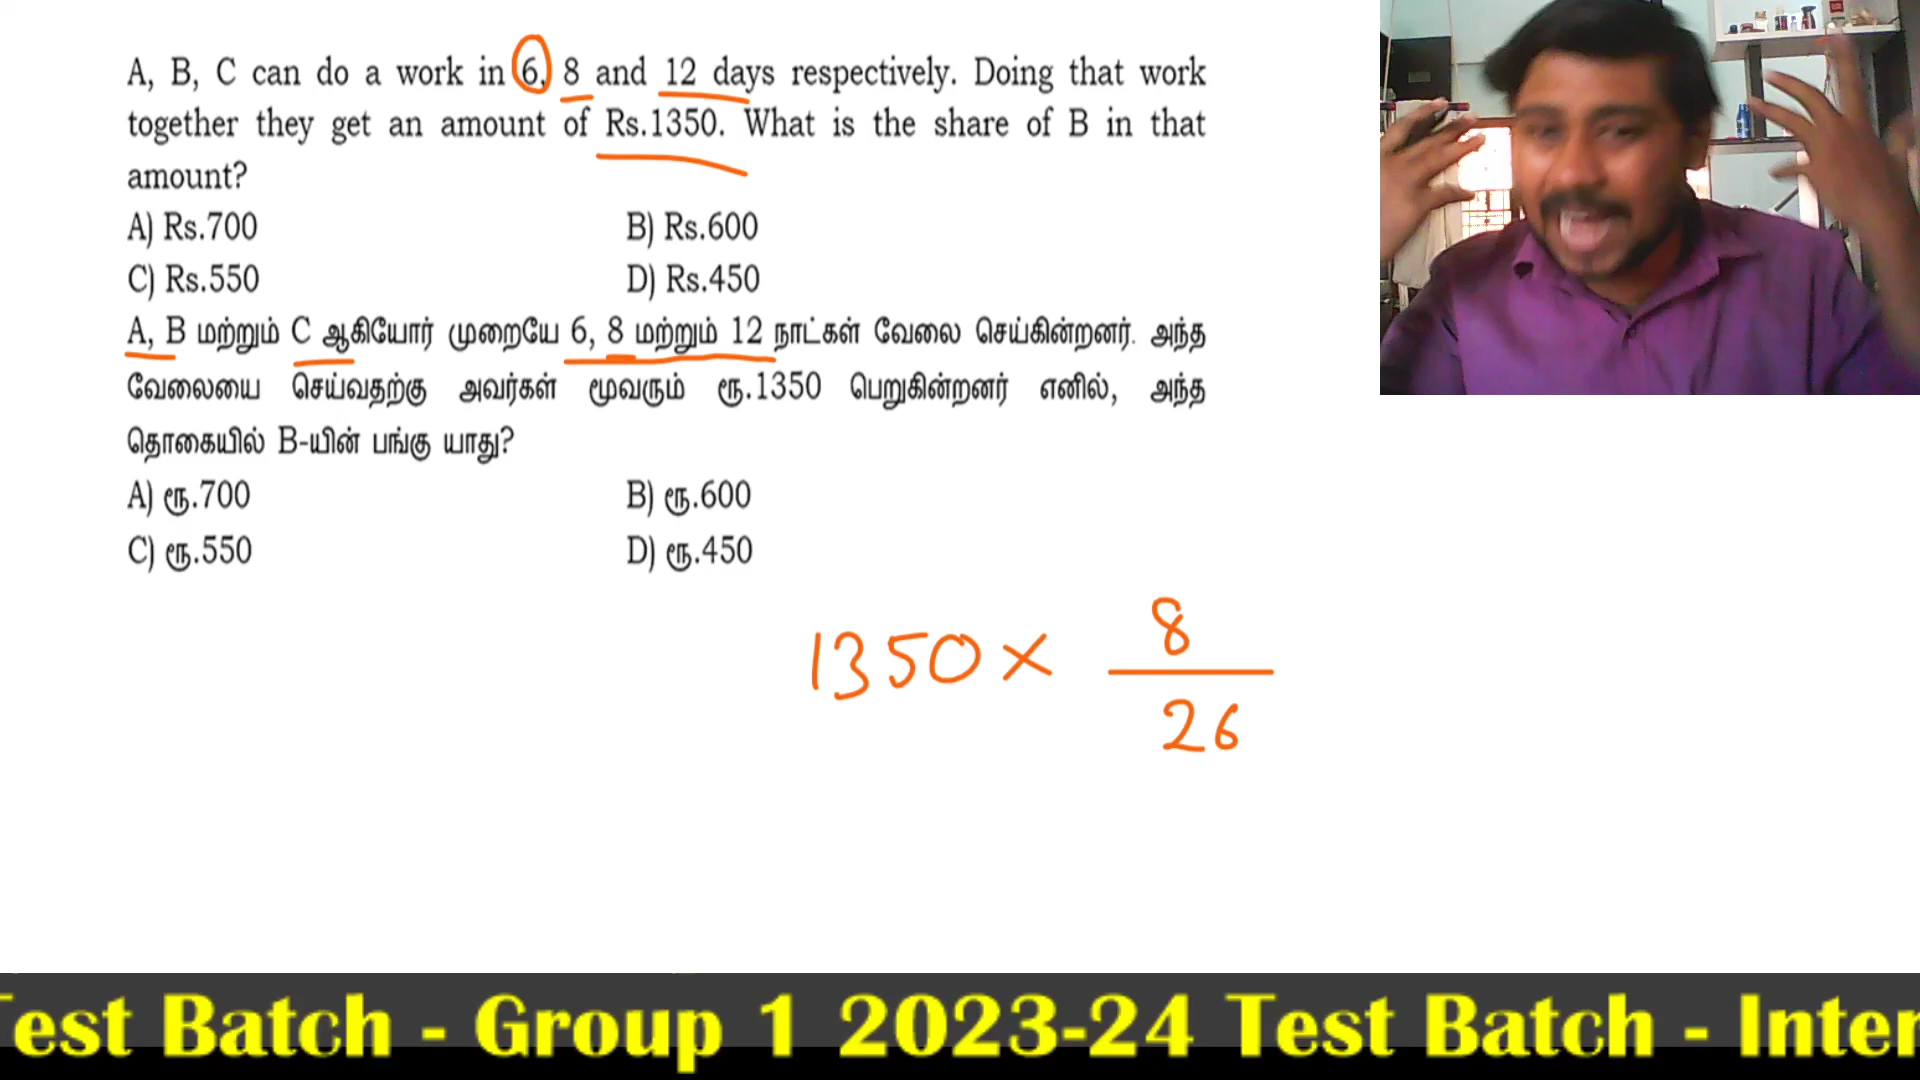 A, B, C can do a work in 6, 8 and 12 days respectively. Doing that work
together they get an amount of Rs.1350. What is the share of B in that
amount?
A) Rs.700 B) Rs.600
C) Rs.550 D) Rs.450
A, B மற்றும் C ஆகியோர் முறையே 6, 8 மற்றும் 12 நாட்கள் வேலை செய்கின்றனர். அந்த
வேலையை செய்வதற்கு அவர்கள் மூவரும் ரூ.1350 பெறுகின்றனர் எனில், அந்த
தொகையில் B-யின் பங்கு யாது?
A) ரூ.700 B) ரூ.600
C) ரூ.550 D) ரூ.450
1350 × 8
26
Test Batch - Group 1 2023-24 Test Batch - Inter